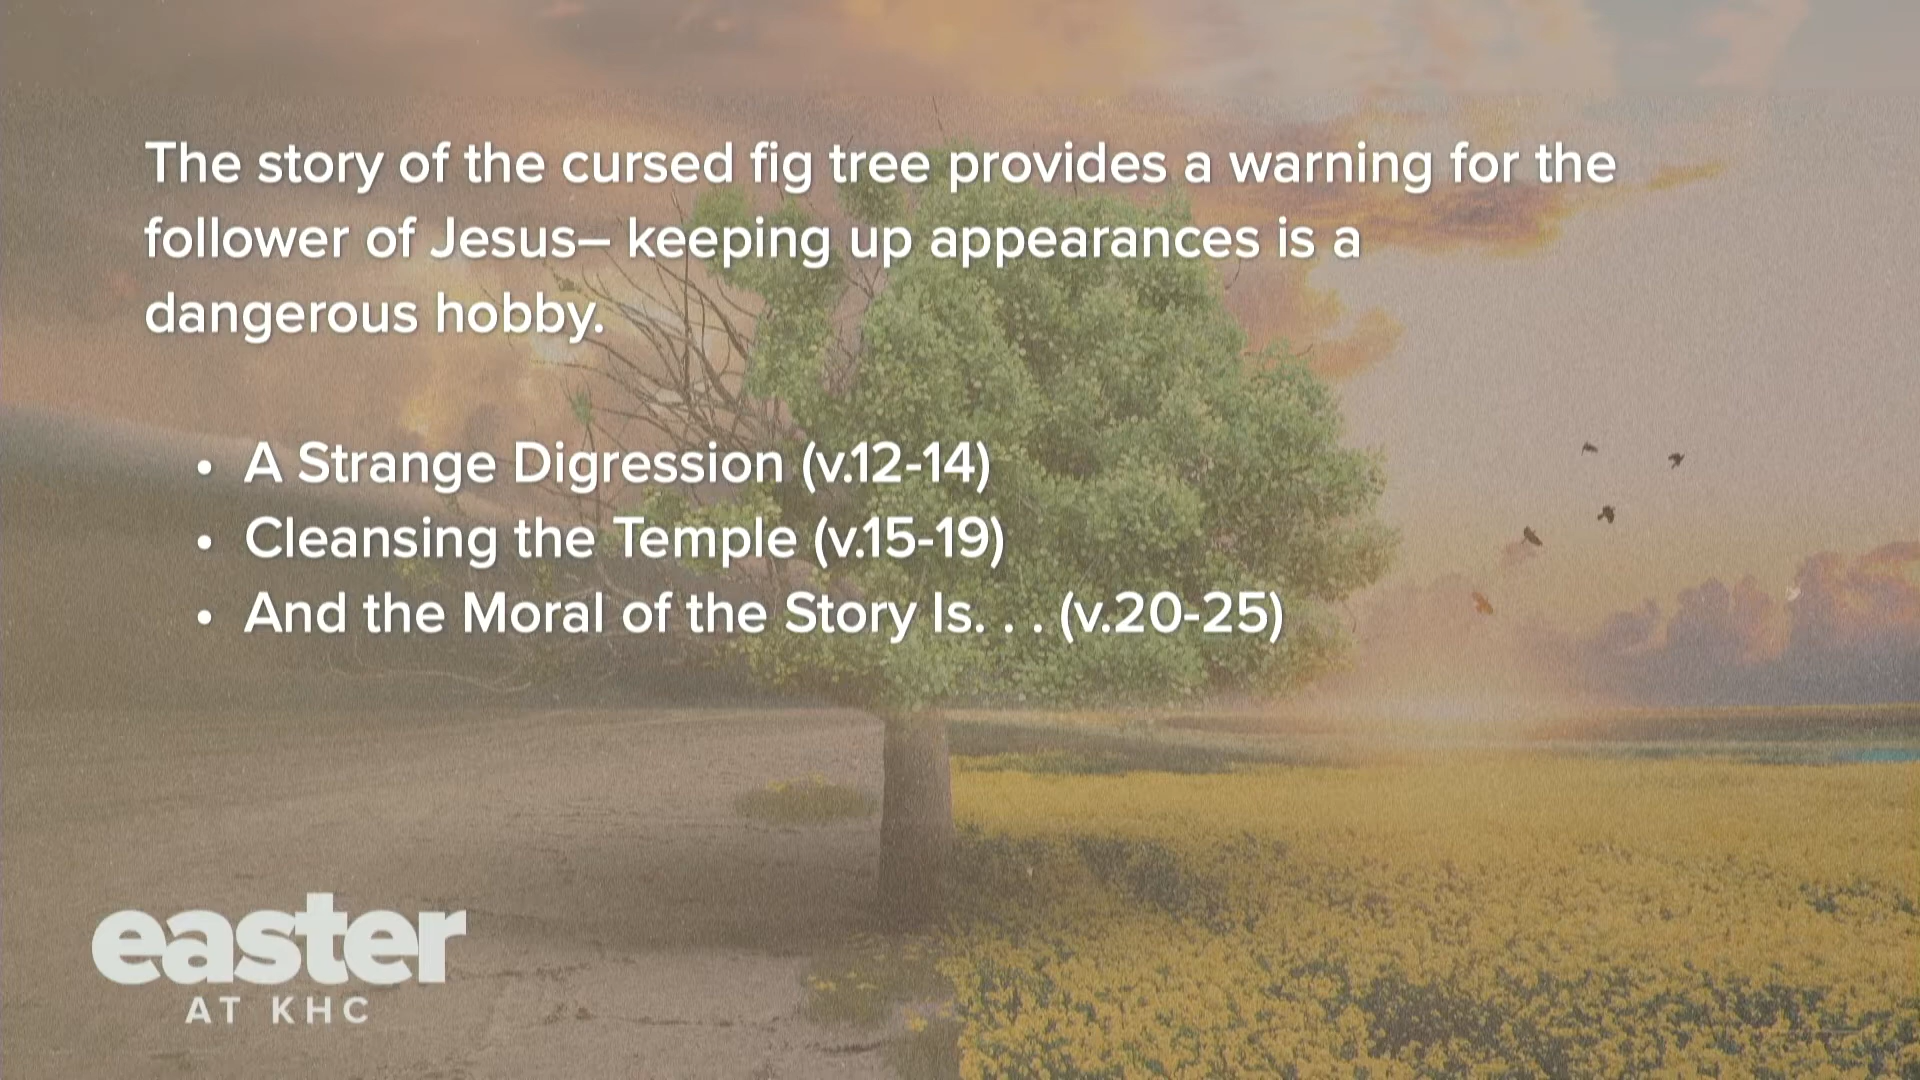 The story of the cursed fig tree provides a warning for the
follower of Jesus– keeping up appearances is a
dangerous hobby.
• A Strange Digression (v.12-14)
• Cleansing the Temple (v.15-19)
• And the Moral of the Story Is. . . (v.20-25)
easter
AT KHC